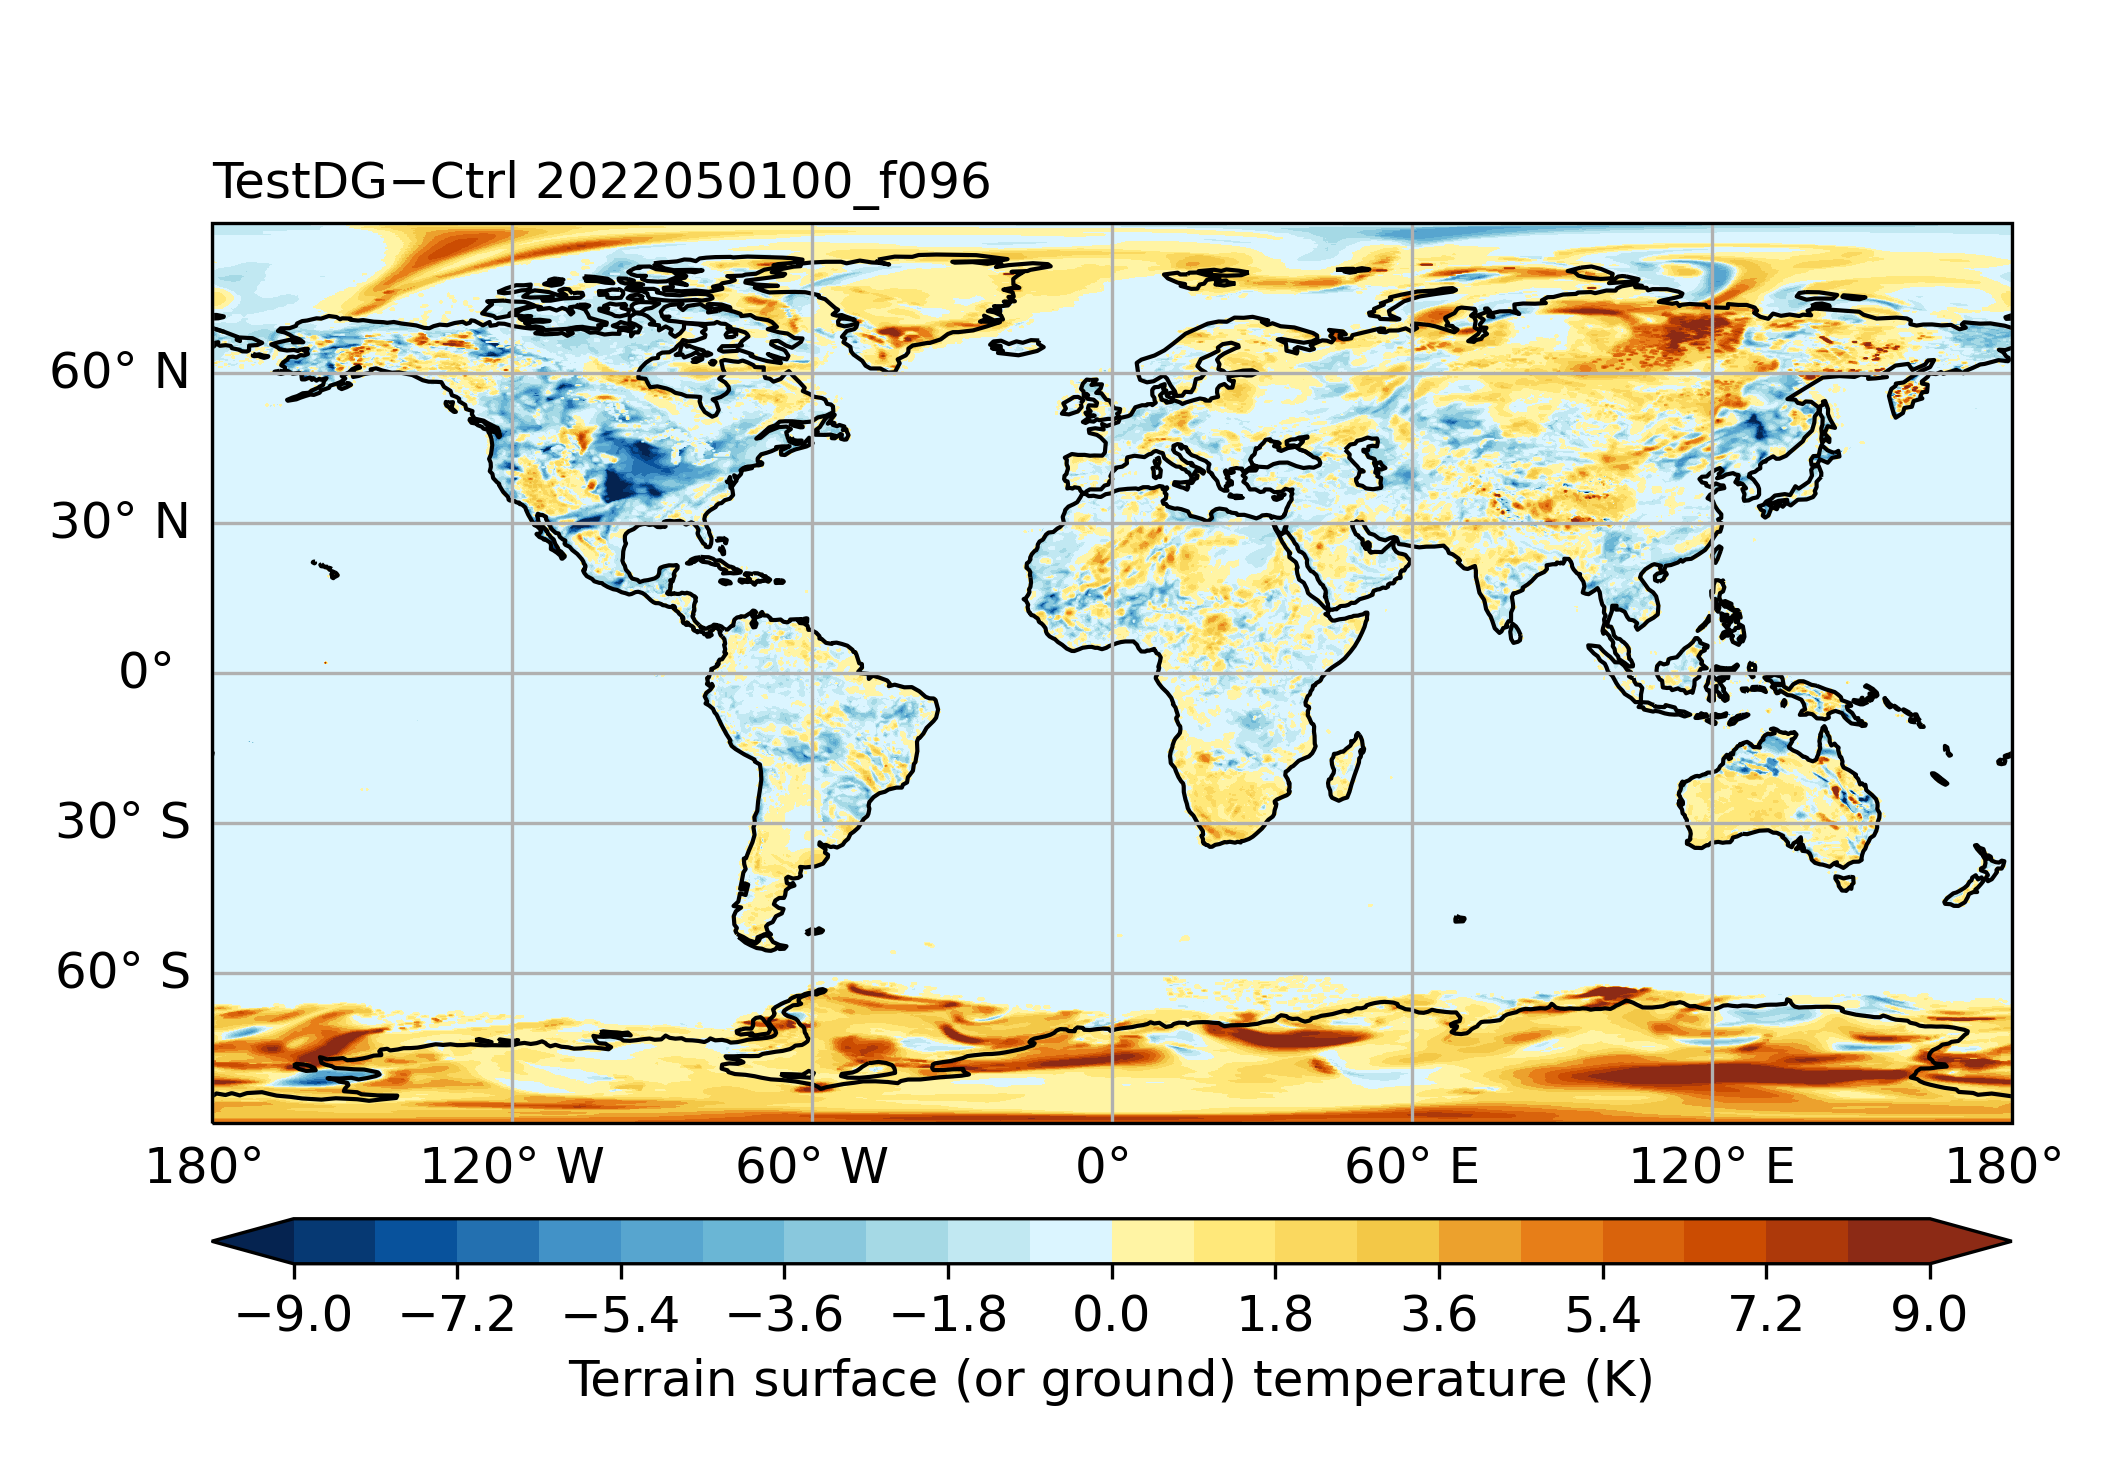 TestDG−Ctrl 2022050100_f096
60° N
30° N
0°
30° S
60° S
180° 120° W 60° W 0° 60° E 120° E 180°
−9.0 −7.2 −5.4 −3.6 −1.8 0.0 1.8 3.6 5.4 7.2 9.0
Terrain surface (or ground) temperature (K)